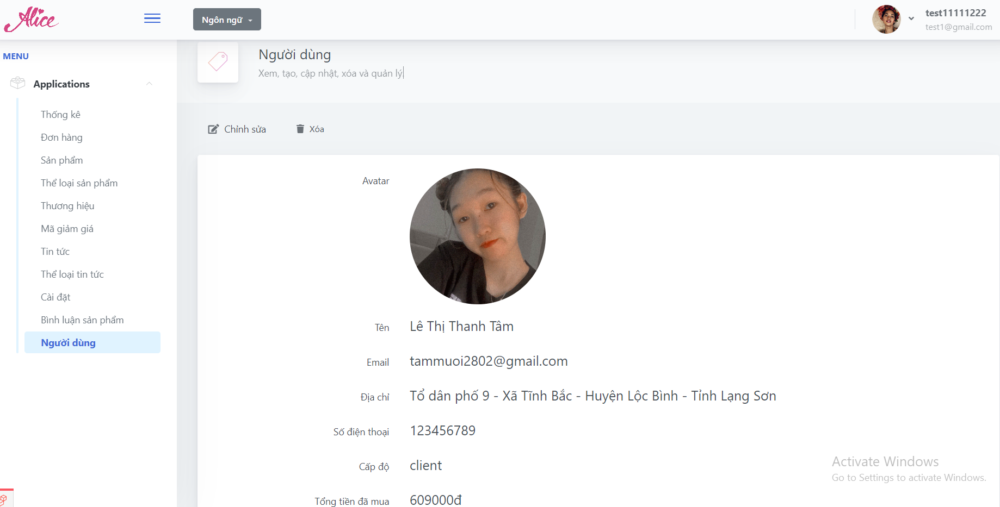 Alice
Ngôn ngữ
test11111222
test1@gmail.com
MENU
Applications
Thống kê
Đơn hàng
Sản phẩm
Thể loại sản phẩm
Thương hiệu
Mã giảm giá
Tin tức
Thể loại tin tức
Cài đặt
Bình luận sản phẩm
Người dùng
Người dùng
Xem, tạo, cập nhật, xóa và quản lý
Chỉnh sửa
Xóa
Avatar
Tên Lê Thị Thanh Tâm
Email tammuoi2802@gmail.com
Địa chỉ Tổ dân phố 9 - Xã Tĩnh Bắc - Huyện Lộc Bình - Tỉnh Lạng Sơn
Số điện thoại 123456789
Cấp độ client
Tổng tiền đã mua 609000đ
Activate Windows
Go to Settings to activate Windows.